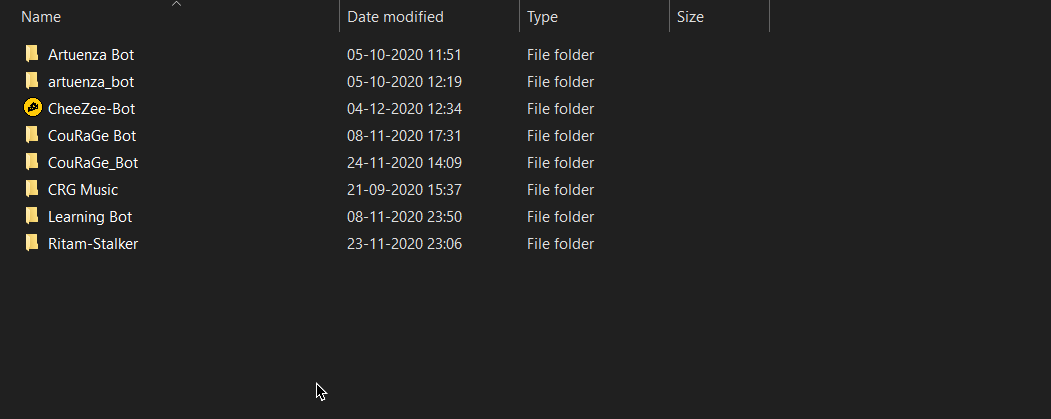 Name Date modified Type Size
Artuenza Bot 05-10-2020 11:51 File folder
artuenza_bot 05-10-2020 12:19 File folder
CheeZee-Bot 04-12-2020 12:34 File folder
CouRaGe Bot 08-11-2020 17:31 File folder
CouRaGe_Bot 24-11-2020 14:09 File folder
CRG Music 21-09-2020 15:37 File folder
Learning Bot 08-11-2020 23:50 File folder
Ritam-Stalker 23-11-2020 23:06 File folder